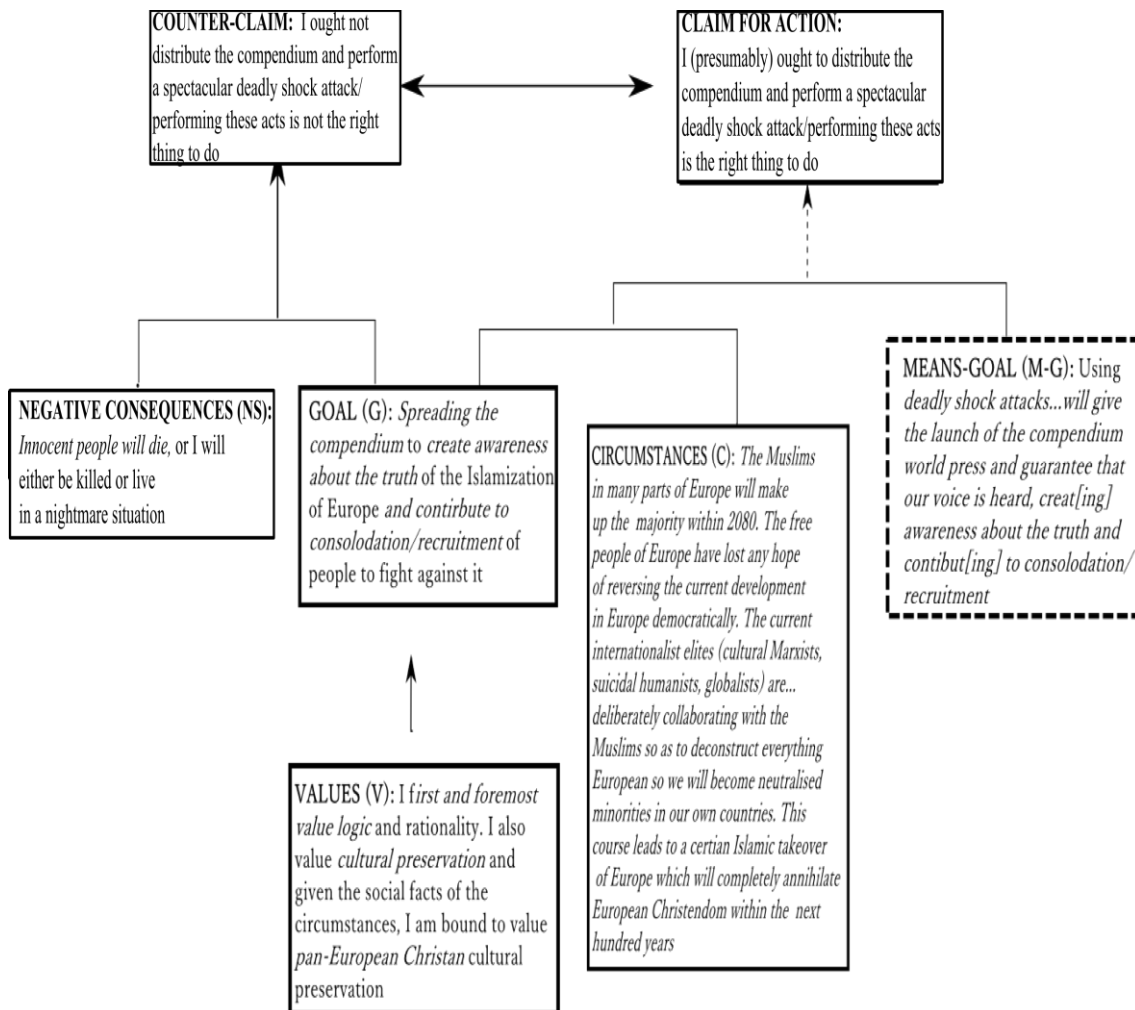 COUNTER-CLAIM: I ought not
distribute the compendium and perform
a spectacular deadly shock attack/
performing these acts is not the right
thing to do
CLAIM FOR ACTION:
I (presumably) ought to distribute the
compendium and perform a spectacular
deadly shock attack/performing these acts
is the right thing to do
NEGATIVE CONSEQUENCES (NS):
Innocent people will die, or I will
either be killed or live
in a nightmare situation
GOAL (G): Spreading the
compendium to create awareness
about the truth of the Islamization
of Europe and contirbute to
consolodation/recruitment of
people to fight against it
CIRCUMSTANCES (C): The Muslims
in many parts of Europe will make
up the majority within 2080. The free
people of Europe have lost any hope
of reversing the current development
in Europe democratically. The current
internationalist elites (cultural Marxists,
suicidal humanists, globalists) are...
deliberately collaborating with the
Muslims so as to deconstruct everything
European so we will become neutralised
minorities in our own countries. This
course leads to a certian Islamic takeover
of Europe which will completely annihilate
European Christendom within the next
hundred years
MEANS-GOAL (M-G): Using
deadly shock attacks...will give
the launch of the compendium
world press and guarantee that
our voice is heard, creat[ing]
awareness about the truth and
contibut[ing] to consolodation/
recruitment
VALUES (V): I first and foremost
value logic and rationality. I also
value cultural preservation and
given the social facts of the
circumstances, I am bound to value
pan-European Christan cultural
preservation